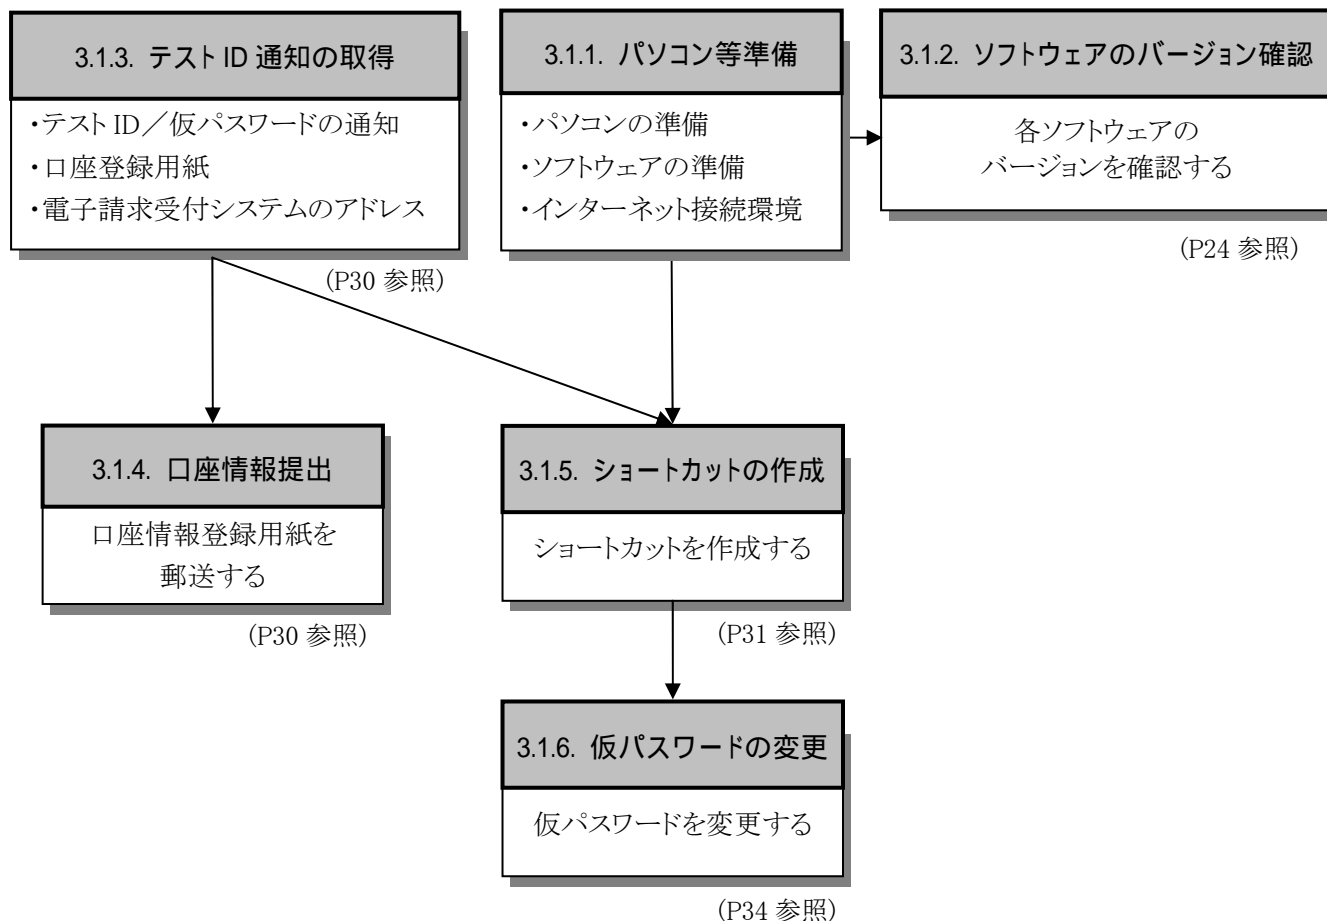 3.1.3. テスト ID 通知の取得
・テスト ID／仮パスワードの通知
・口座登録用紙
・電子請求受付システムのアドレス
(P30 参照)
3.1.1. パソコン等準備
・パソコンの準備
・ソフトウェアの準備
・インターネット接続環境
3.1.2. ソフトウェアのバージョン確認
各ソフトウェアの
バージョンを確認する
(P24 参照)
3.1.4. 口座情報提出
口座情報登録用紙を
郵送する
(P30 参照)
3.1.5. ショートカットの作成
ショートカットを作成する
(P31 参照)
3.1.6. 仮パスワードの変更
仮パスワードを変更する
(P34 参照)